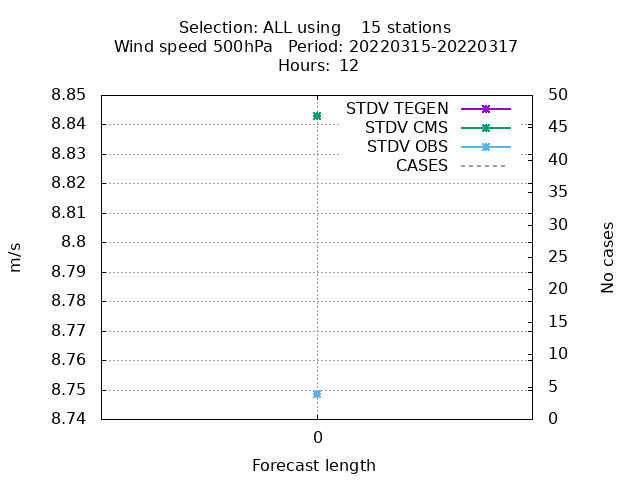 Selection: ALL using    15 stations
Wind speed 500hPa   Period: 20220315-20220317
Hours: 12
8.85
8.84
8.83
8.82
8.81
8.8
8.79
8.78
8.77
8.76
8.75
8.74
m/s
STDV TEGEN
STDV CMS
STDV OBS
CASES
50
45
40
35
30
25
20
15
10
5
0
No cases
0
Forecast length